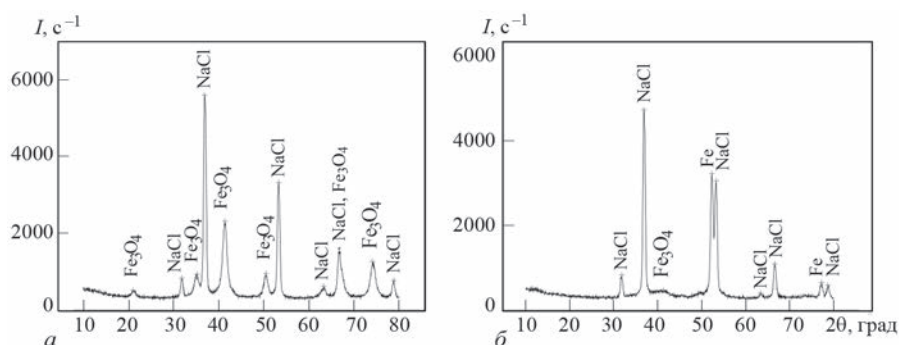 I, с⁻¹
6000
4000
2000
0
Fe₃O₄
NaCl
Fe₃O₄
NaCl
Fe₃O₄
Fe₃O₄
NaCl
NaCl
NaCl, Fe₃O₄
Fe₃O₄
NaCl
10 20 30 40 50 60 70 80
а
I, с⁻¹
6000
4000
2000
0
NaCl
NaCl
Fe₃O₄
Fe
NaCl
NaCl
NaCl
Fe
NaCl
10 20 30 40 50 60 70 2θ, град
б